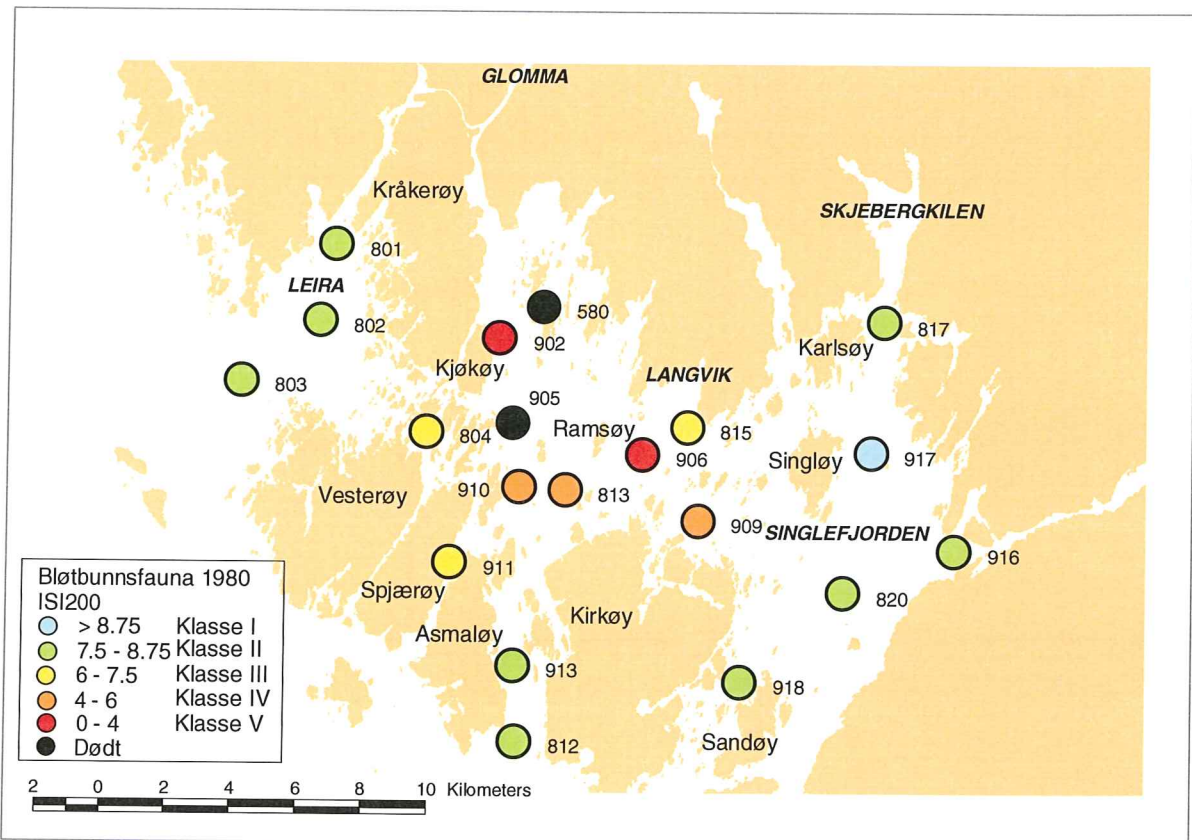 GLOMMA
Kråkerøy
SKJEBERGKILEN
801
LEIRA
802
580
817
902
Karlsøy
Kjøkøy
LANGVIK
803
905
804
Ramsøy
815
906
Singløy
917
Vesterøy
910
813
909
SINGLEFJORDEN
916
911
Spjærøy
820
Kirkøy
Asmaløy
913
918
Sandøy
812
Bløtbunnsfauna 1980
ISI200
> 8.75 Klasse I
7.5 - 8.75 Klasse II
6 - 7.5 Klasse III
4 - 6 Klasse IV
0 - 4 Klasse V
Dødt
2 0 2 4 6 8 10 Kilometers